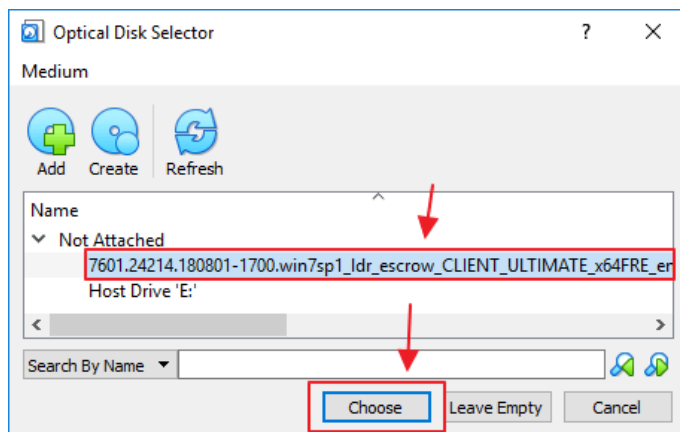 Optical Disk Selector ? ×
Medium
Add Create Refresh
Name
Not Attached
7601.24214.180801-1700.win7sp1_ldr_escrow_CLIENT_ULTIMATE_x64FRE_en
Host Drive 'E:'
Search By Name
Choose Leave Empty Cancel